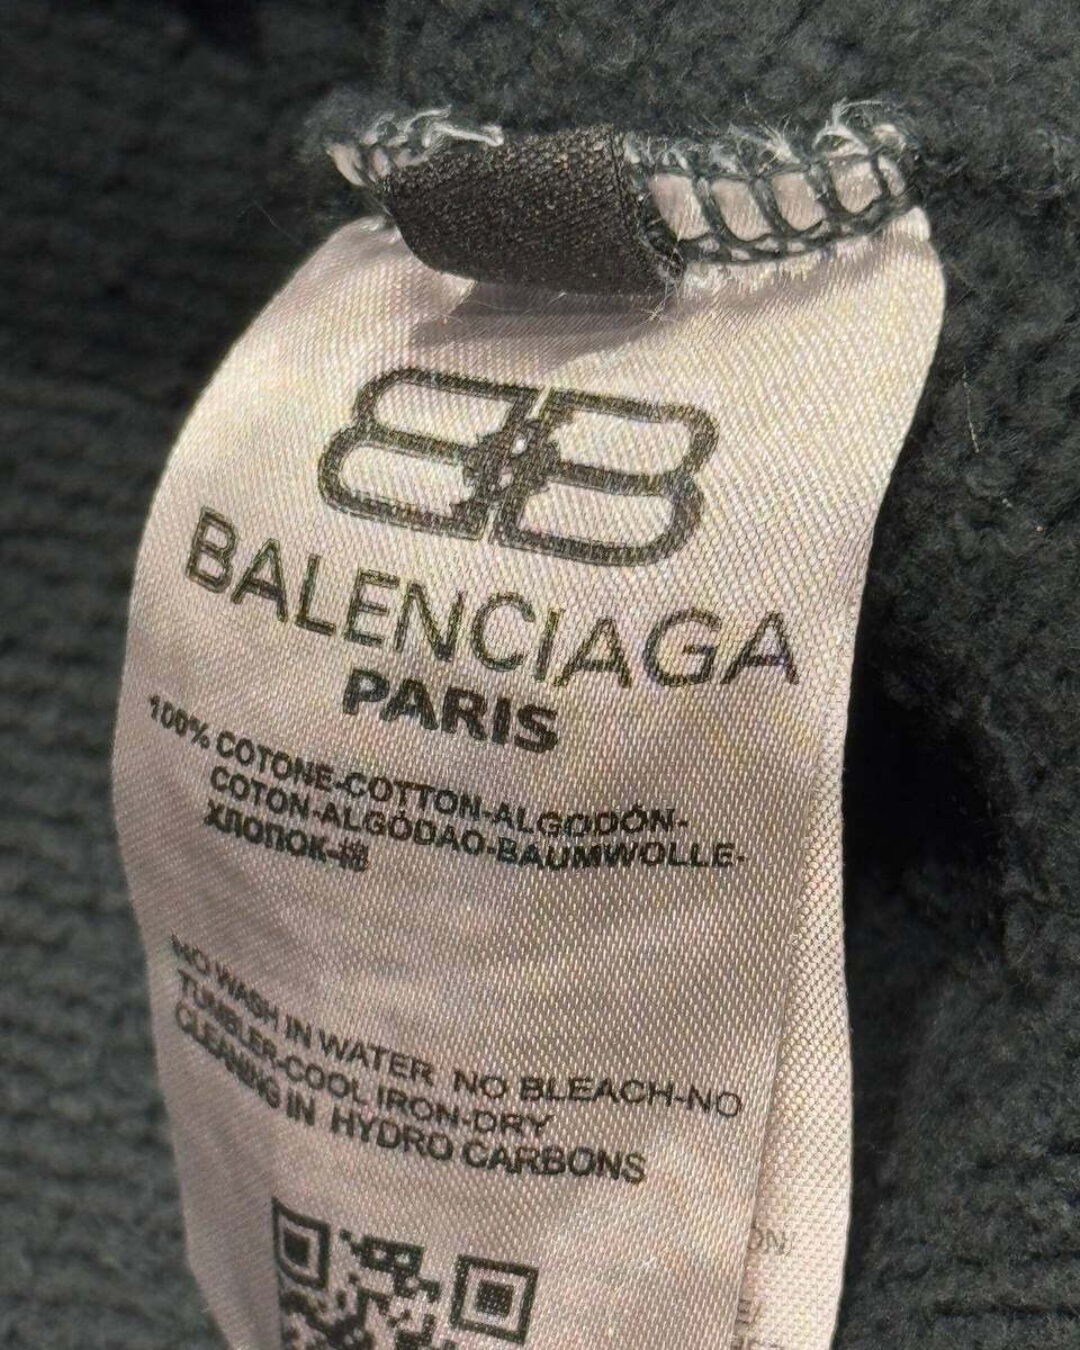 BB
BALENCIAGA
PARIS
100% COTONE-COTTON-ALGODÓN-
COTON-ALGODAO-BAUMWOLLE-
ХЛОПОК-棉
NO WASH IN WATER NO BLEACH-NO
TUMBLER-COOL IRON-DRY
CLEANING IN HYDRO CARBONS